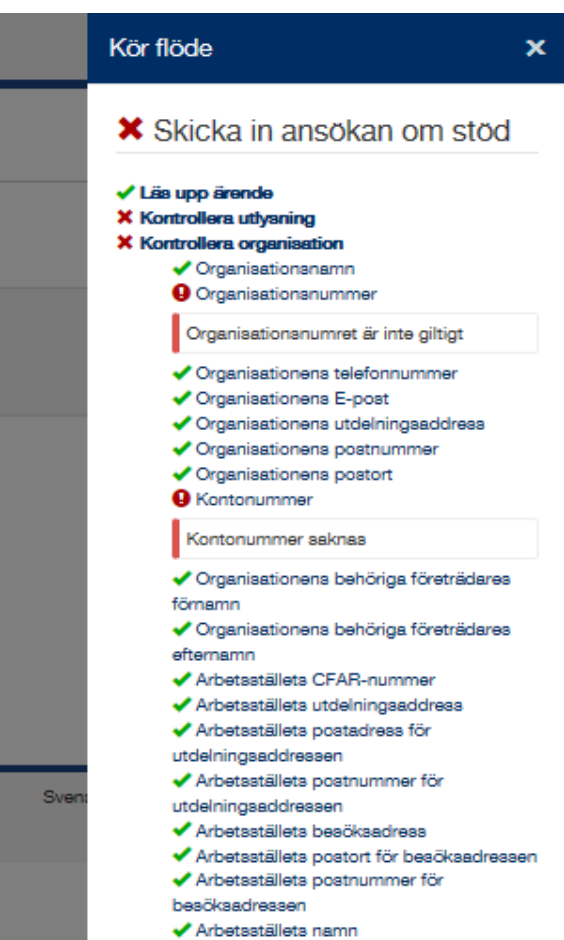 Kör flöde
Skicka in ansökan om stöd
Läs upp ärende
Kontrollera utlysning
Kontrollera organisation
Organisationsnamn
Organisationsnummer
Organisationsnumret är inte giltigt
Organisationens telefonnummer
Organisationens E-post
Organisationens utdelningsaddress
Organisationens postnummer
Organisationens postort
Kontonummer
Kontonummer saknas
Organisationens behöriga företrädares
förnamn
Organisationens behöriga företrädares
efternamn
Arbetsställets CFAR-nummer
Arbetsställets utdelningsaddress
Arbetsställets postadress för
utdelningsaddressen
Arbetsställets postnummer för
utdelningsaddressen
Svens
Arbetsställets besöksadress
Arbetsställets postort för besöksadressen
Arbetsställets postnummer för
besöksadressen
Arbetsställets namn